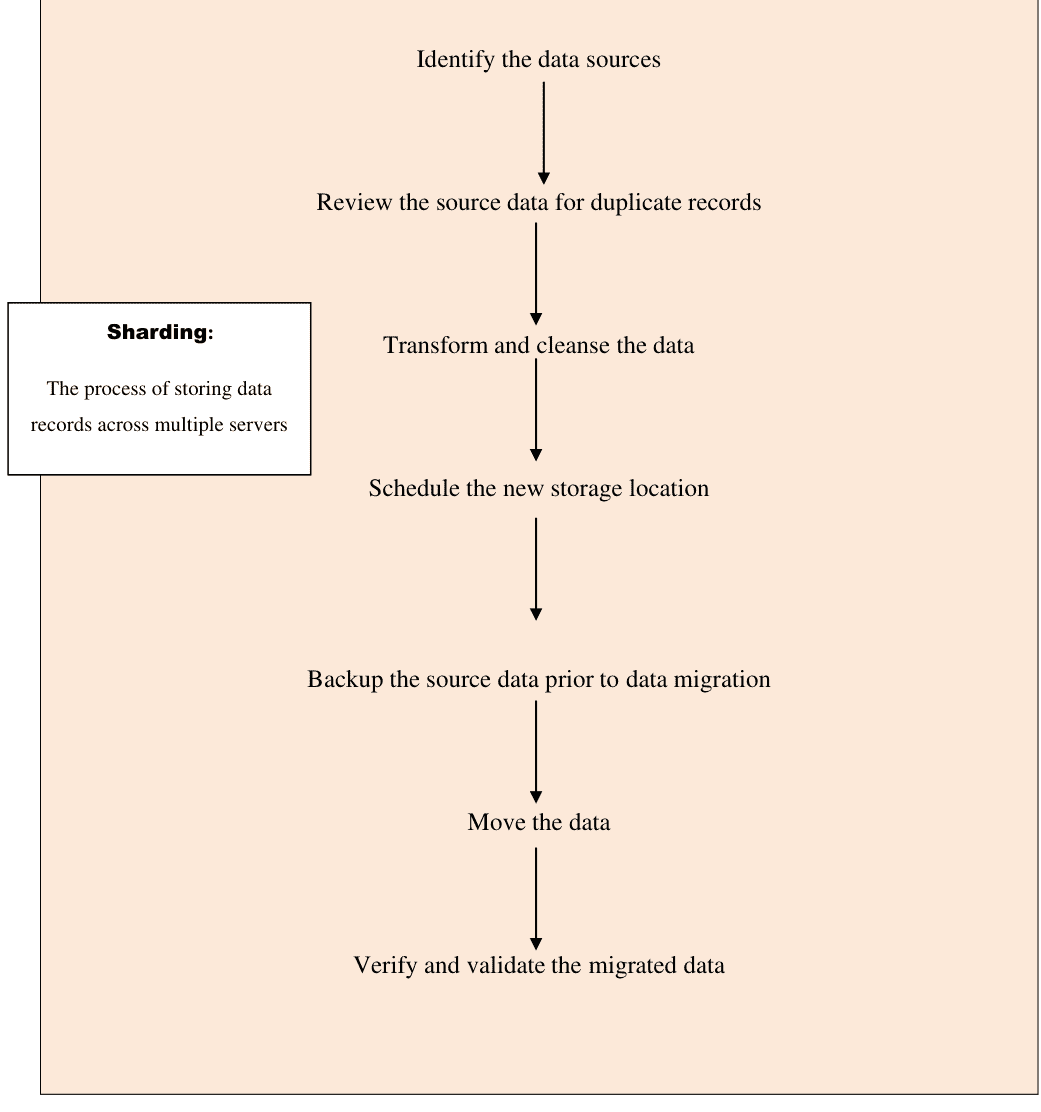 Identify the data sources
Review the source data for duplicate records
Sharding:
The process of storing data
records across multiple servers
Transform and cleanse the data
Schedule the new storage location
Backup the source data prior to data migration
Move the data
Verify and validate the migrated data